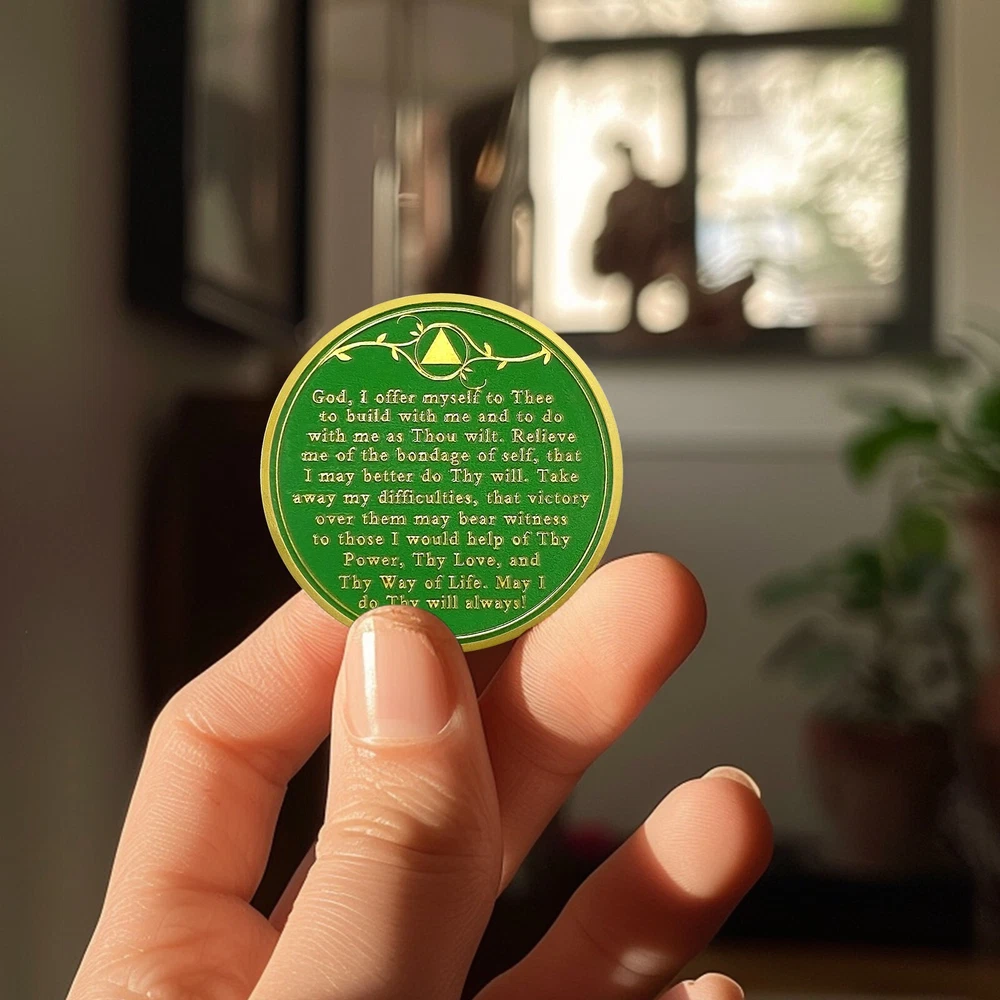 God, I offer myself to Thee
to build with me and to do
with me as Thou wilt. Relieve
me of the bondage of self, that
I may better do Thy will. Take
away my difficulties, that victory
over them may bear witness
to those I would help of Thy
Power, Thy Love, and
Thy Way of Life. May I
do Thy will always!